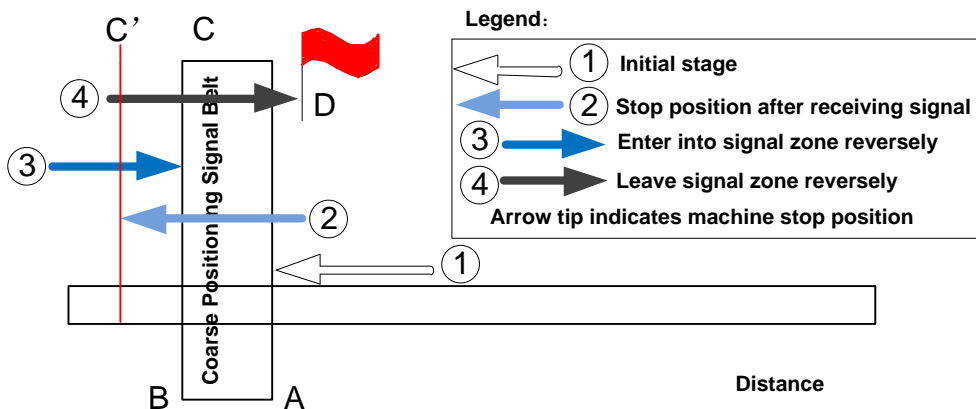 C’
C
Legend:
① Initial stage
④
D
② Stop position after receiving signal
③ Enter into signal zone reversely
③
④ Leave signal zone reversely
②
Arrow tip indicates machine stop position
①
Coarse Positioning Signal Belt
B
A
Distance